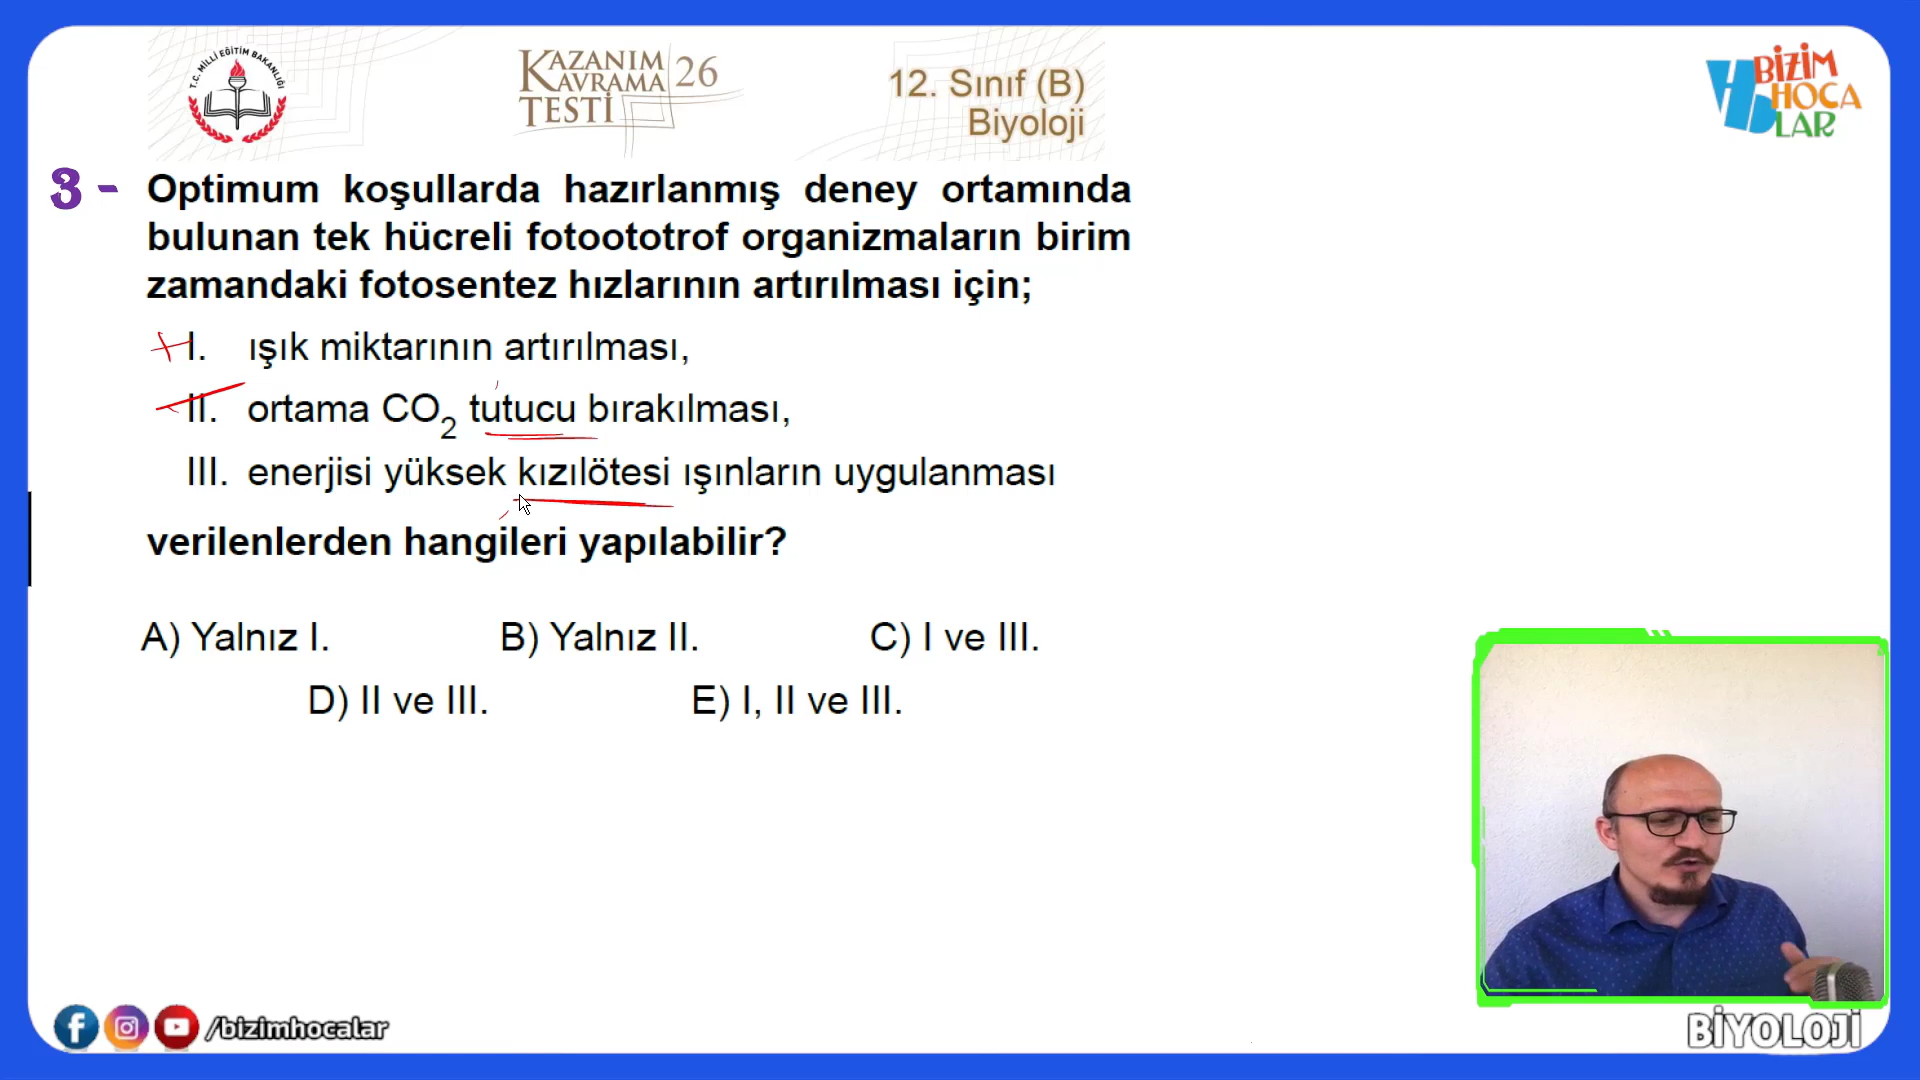 T.C. MİLLİ EĞİTİM BAKANLIĞI
KAZANIM
KAVRAMA
TESTİ
26
12. Sınıf (B)
Biyoloji
BİZİM
HOCA
LAR
3 - Optimum koşullarda hazırlanmış deney ortamında
bulunan tek hücreli fotoototrof organizmaların birim
zamandaki fotosentez hızlarının artırılması için;
I. ışık miktarının artırılması,
II. ortama CO2 tutucu bırakılması,
III. enerjisi yüksek kızılötesi ışınların uygulanması
verilenlerden hangileri yapılabilir?
A) Yalnız I. B) Yalnız II. C) I ve III.
D) II ve III. E) I, II ve III.
/bizimhocalar
BİYOLOJİ